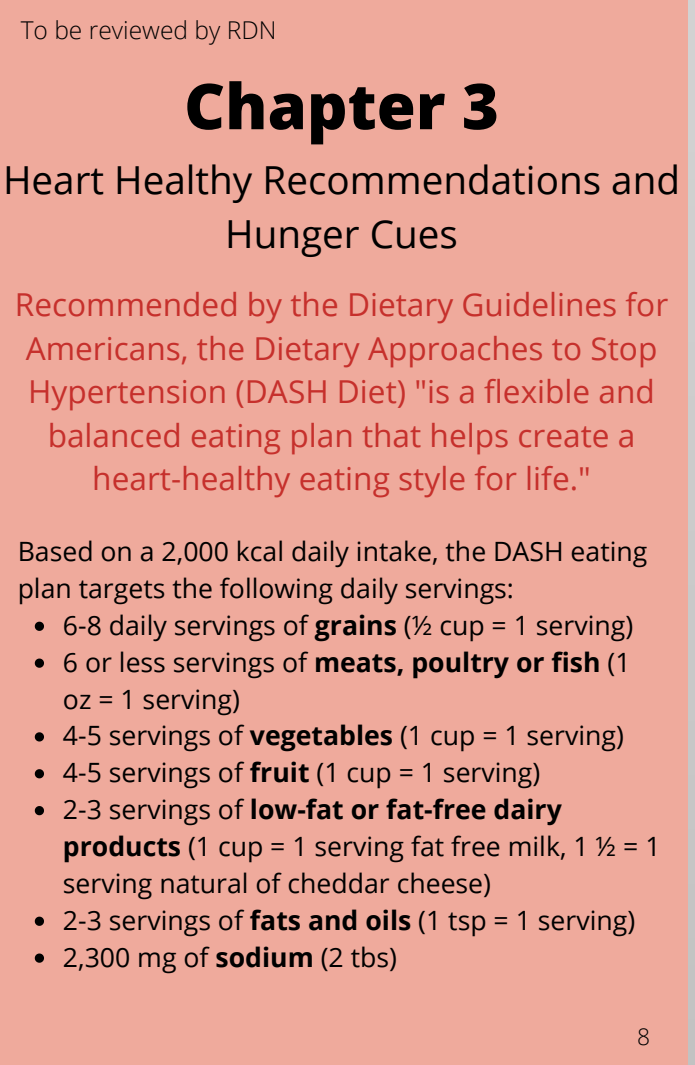 To be reviewed by RDN
Chapter 3
Heart Healthy Recommendations and
Hunger Cues
Recommended by the Dietary Guidelines for
Americans, the Dietary Approaches to Stop
Hypertension (DASH Diet) "is a flexible and
balanced eating plan that helps create a
heart-healthy eating style for life."
Based on a 2,000 kcal daily intake, the DASH eating
plan targets the following daily servings:
• 6-8 daily servings of grains (½ cup = 1 serving)
• 6 or less servings of meats, poultry or fish (1
oz = 1 serving)
• 4-5 servings of vegetables (1 cup = 1 serving)
• 4-5 servings of fruit (1 cup = 1 serving)
• 2-3 servings of low-fat or fat-free dairy
products (1 cup = 1 serving fat free milk, 1 ½ = 1
serving natural of cheddar cheese)
• 2-3 servings of fats and oils (1 tsp = 1 serving)
• 2,300 mg of sodium (2 tbs)
8